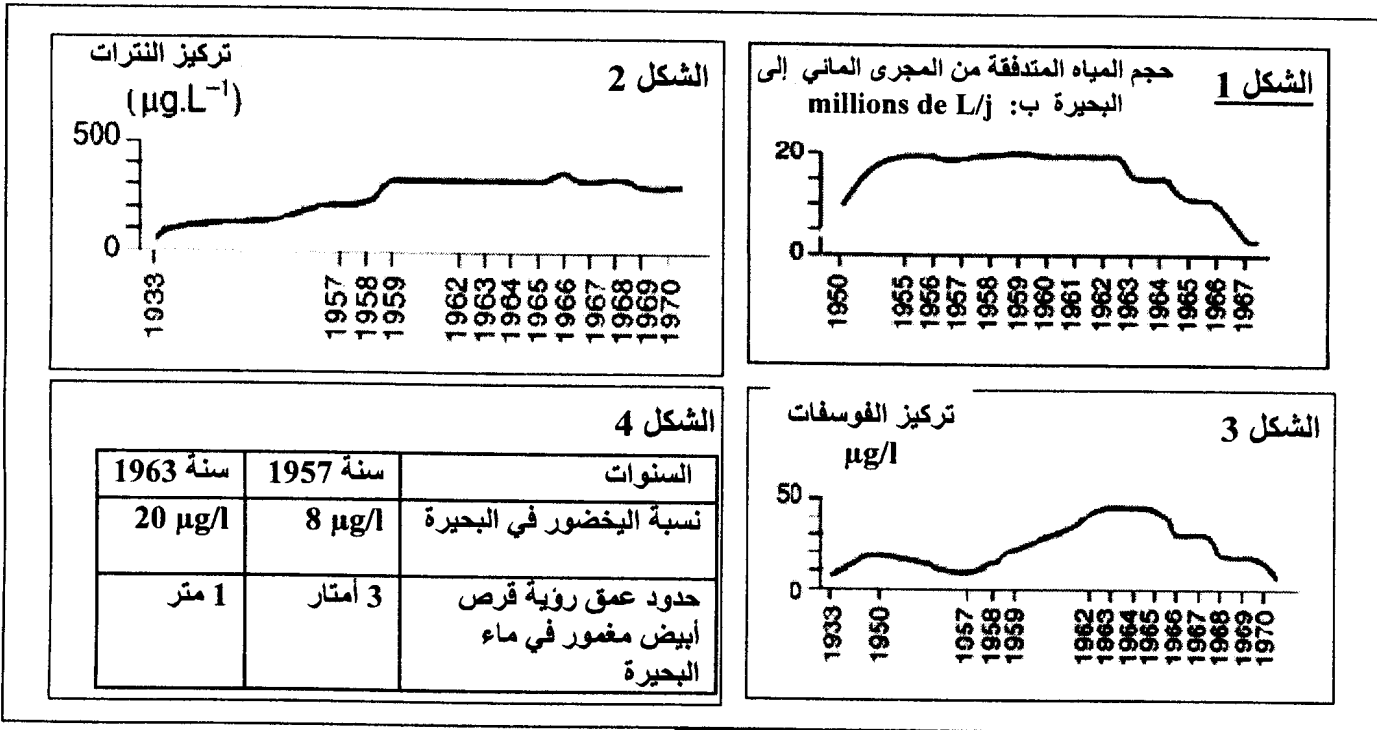 الشكل 1
حجم المياه المتدفقة من المجرى المائي إلى
البحيرة ب: millions de L/j
20
0
1950 1955 1956 1957 1958 1959 1960 1961 1962 1963 1964 1965 1966 1967
الشكل 2
تركيز النترات
(µg.L⁻¹)
500
0
1933 1957 1958 1959 1962 1963 1964 1965 1966 1967 1968 1969 1970
الشكل 3
تركيز الفوسفات
µg/l
50
0
1933 1950 1957 1958 1959 1962 1963 1964 1965 1966 1967 1968 1969 1970
الشكل 4
السنوات سنة 1957 سنة 1963
نسبة اليخضور في البحيرة 8 µg/l 20 µg/l
حدود عمق رؤية قرص 3 أمتار 1 متر
أبيض مغمور في ماء
البحيرة